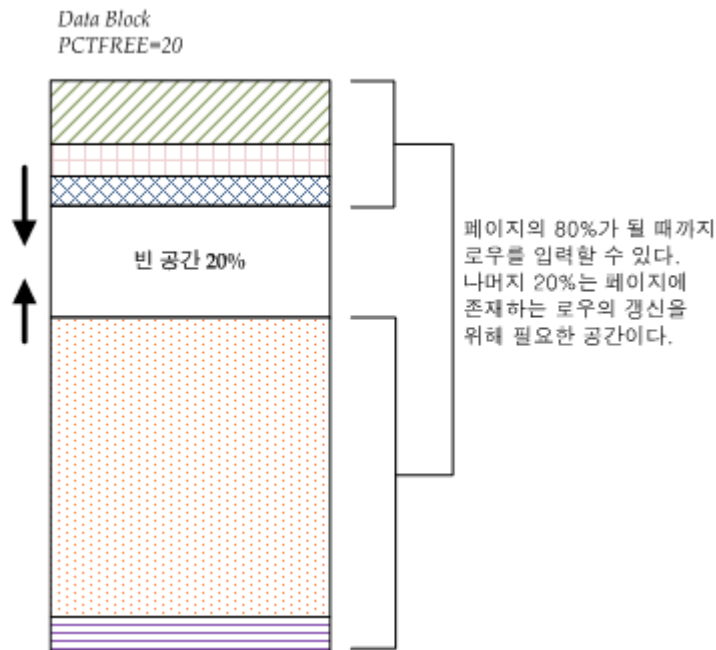 Data Block
PCTFREE=20
빈 공간 20%
페이지의 80%가 될 때까지
로우를 입력할 수 있다.
나머지 20%는 페이지에
존재하는 로우의 갱신을
위해 필요한 공간이다.